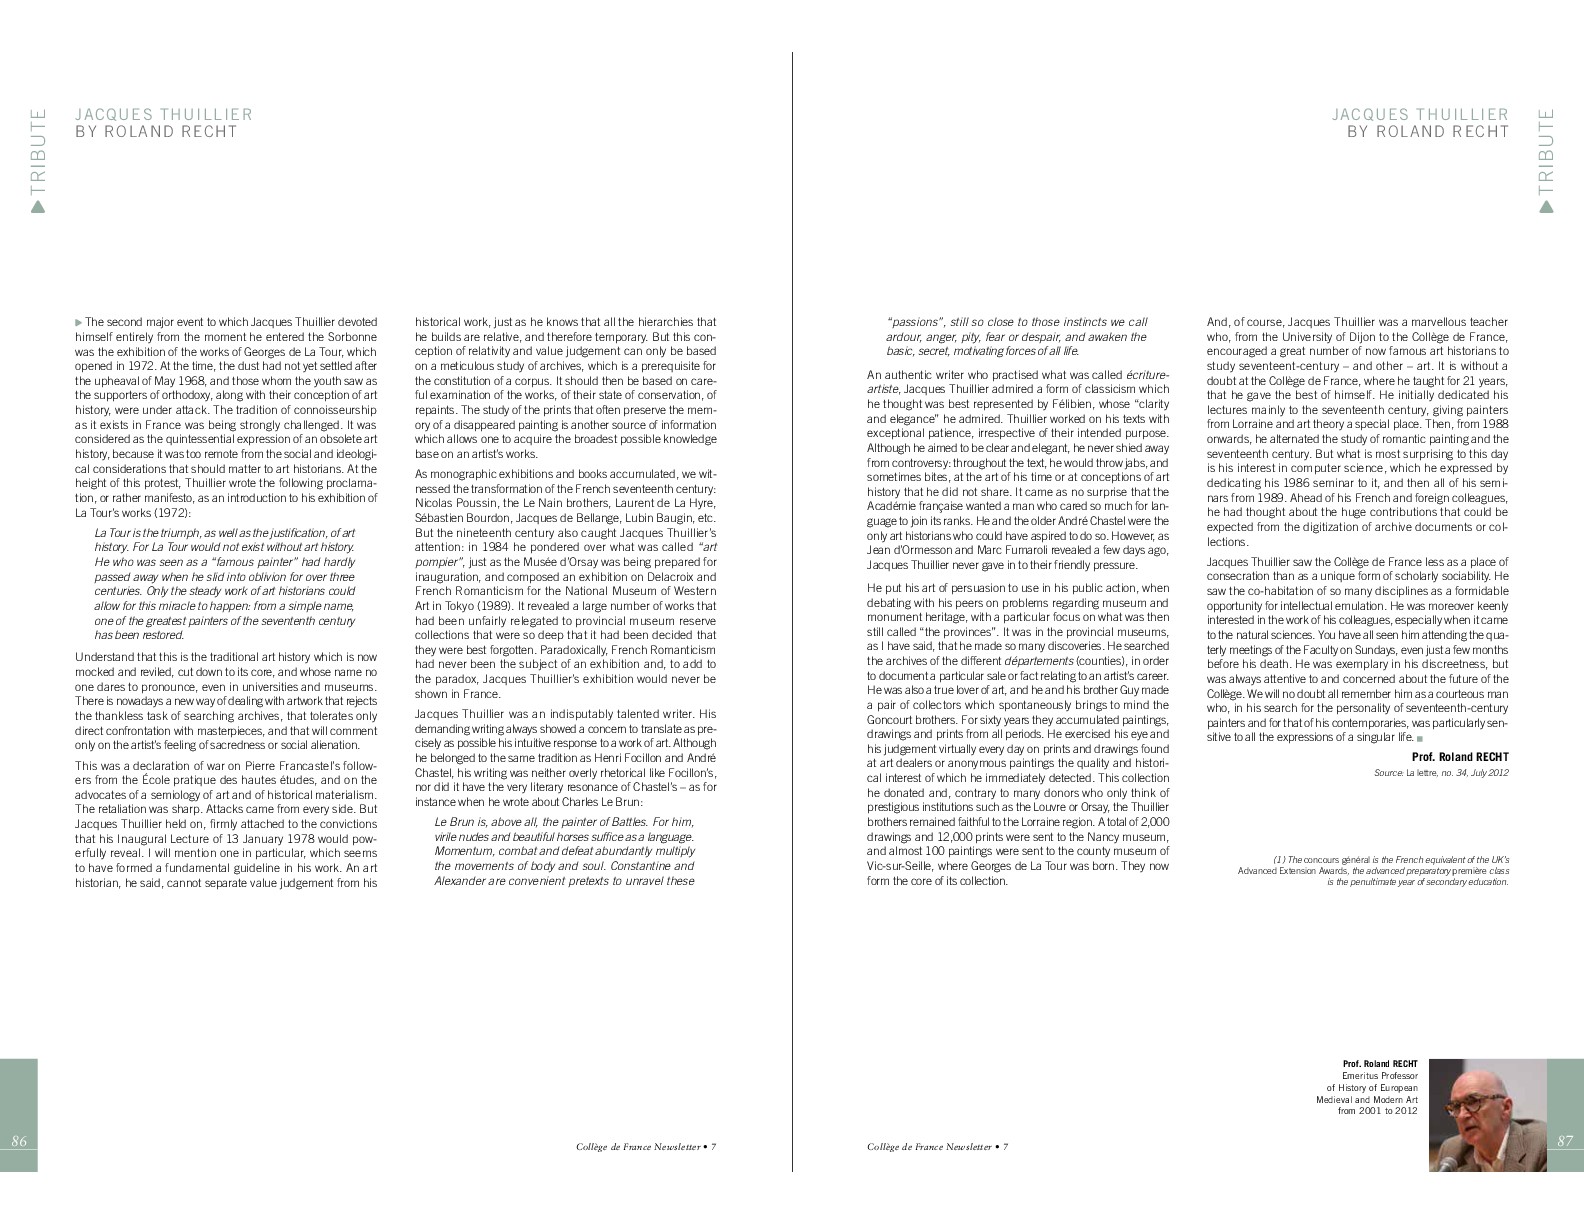 TRIBUTE
JACQUES THUILLIER
BY ROLAND RECHT
The second major event to which Jacques Thuillier devoted
himself entirely from the moment he entered the Sorbonne
was the exhibition of the works of Georges de La Tour, which
opened in 1972. At the time, the dust had not yet settled after
the upheaval of May 1968, and those whom the youth saw as
the supporters of orthodoxy, along with their conception of art
history, were under attack. The tradition of connoisseurship
as it exists in France was being strongly challenged. It was
considered as the quintessential expression of an obsolete art
history, because it was too remote from the social and ideologi-
cal considerations that should matter to art historians. At the
height of this protest, Thuillier wrote the following proclama-
tion, or rather manifesto, as an introduction to his exhibition of
La Tour's works (1972):
La Tour is the triumph, as well as the justification, of art
history. For La Tour would not exist without art history.
He who was seen as a “famous painter” had hardly
passed away when he slid into oblivion for over three
centuries. Only the steady work of art historians could
allow for this miracle to happen: from a simple name,
one of the greatest painters of the seventeenth century
has been restored.
Understand that this is the traditional art history which is now
mocked and reviled, cut down to its core, and whose name no
one dares to pronounce, even in universities and museums.
There is nowadays a new way of dealing with artwork that rejects
the thankless task of searching archives, that tolerates only
direct confrontation with masterpieces, and that will comment
only on the artist's feeling of sacredness or social alienation.
This was a declaration of war on Pierre Francastel's follow-
ers from the École pratique des hautes études, and on the
advocates of a semiology of art and of historical materialism.
The retaliation was sharp. Attacks came from every side. But
Jacques Thuillier held on, firmly attached to the convictions
that his Inaugural Lecture of 13 January 1978 would pow-
erfully reveal. I will mention one in particular, which seems
to have formed a fundamental guideline in his work. An art
historian, he said, cannot separate value judgement from his
historical work, just as he knows that all the hierarchies that
he builds are relative, and therefore temporary. But this con-
ception of relativity and value judgement can only be based
on a meticulous study of archives, which is a prerequisite for
the constitution of a corpus. It should then be based on care-
ful examination of the works, of their state of conservation, of
repaints. The study of the prints that often preserve the mem-
ory of a disappeared painting is another source of information
which allows one to acquire the broadest possible knowledge
base on an artist's works.
As monographic exhibitions and books accumulated, we wit-
nessed the transformation of the French seventeenth century:
Nicolas Poussin, the Le Nain brothers, Laurent de La Hyre,
Sébastien Bourdon, Jacques de Bellange, Lubin Baugin, etc.
But the nineteenth century also caught Jacques Thuillier's
attention: in 1984 he pondered over what was called “art
pompier”, just as the Musée d'Orsay was being prepared for
inauguration, and composed an exhibition on Delacroix and
French Romanticism for the National Museum of Western
Art in Tokyo (1989). It revealed a large number of works that
had been unfairly relegated to provincial museum reserve
collections that were so deep that it had been decided that
they were best forgotten. Paradoxically, French Romanticism
had never been the subject of an exhibition and, to add to
the paradox, Jacques Thuillier's exhibition would never be
shown in France.
Jacques Thuillier was an indisputably talented writer. His
demanding writing always showed a concern to translate as pre-
cisely as possible his intuitive response to a work of art. Although
he belonged to the same tradition as Henri Focillon and André
Chastel, his writing was neither overly rhetorical like Focillon's,
nor did it have the very literary resonance of Chastel's – as for
instance when he wrote about Charles Le Brun:
Le Brun is, above all, the painter of Battles. For him,
virile nudes and beautiful horses suffice as a language.
Momentum, combat and defeat abundantly multiply
the movements of body and soul. Constantine and
Alexander are convenient pretexts to unravel these
86
Collège de France Newsletter • 7
JACQUES THUILLIER
BY ROLAND RECHT
TRIBUTE
“passions”, still so close to those instincts we call
ardour, anger, pity, fear or despair, and awaken the
basic, secret, motivating forces of all life.
An authentic writer who practised what was called écriture-
artiste, Jacques Thuillier admired a form of classicism which
he thought was best represented by Félibien, whose “clarity
and elegance” he admired. Thuillier worked on his texts with
exceptional patience, irrespective of their intended purpose.
Although he aimed to be clear and elegant, he never shied away
from controversy: throughout the text, he would throw jabs, and
sometimes bites, at the art of his time or at conceptions of art
history that he did not share. It came as no surprise that the
Académie française wanted a man who cared so much for lan-
guage to join its ranks. He and the older André Chastel were the
only art historians who could have aspired to do so. However, as
Jean d'Ormesson and Marc Fumaroli revealed a few days ago,
Jacques Thuillier never gave in to their friendly pressure.
He put his art of persuasion to use in his public action, when
debating with his peers on problems regarding museum and
monument heritage, with a particular focus on what was then
still called “the provinces”. It was in the provincial museums,
as I have said, that he made so many discoveries. He searched
the archives of the different départements (counties), in order
to document a particular sale or fact relating to an artist's career.
He was also a true lover of art, and he and his brother Guy made
a pair of collectors which spontaneously brings to mind the
Goncourt brothers. For sixty years they accumulated paintings,
drawings and prints from all periods. He exercised his eye and
his judgement virtually every day on prints and drawings found
at art dealers or anonymous paintings the quality and histori-
cal interest of which he immediately detected. This collection
he donated and, contrary to many donors who only think of
prestigious institutions such as the Louvre or Orsay, the Thuillier
brothers remained faithful to the Lorraine region. A total of 2,000
drawings and 12,000 prints were sent to the Nancy museum,
and almost 100 paintings were sent to the county museum of
Vic-sur-Seille, where Georges de La Tour was born. They now
form the core of its collection.
And, of course, Jacques Thuillier was a marvellous teacher
who, from the University of Dijon to the Collège de France,
encouraged a great number of now famous art historians to
study seventeent-century – and other – art. It is without a
doubt at the Collège de France, where he taught for 21 years,
that he gave the best of himself. He initially dedicated his
lectures mainly to the seventeenth century, giving painters
from Lorraine and art theory a special place. Then, from 1988
onwards, he alternated the study of romantic painting and the
seventeenth century. But what is most surprising to this day
is his interest in computer science, which he expressed by
dedicating his 1986 seminar to it, and then all of his semi-
nars from 1989. Ahead of his French and foreign colleagues,
he had thought about the huge contributions that could be
expected from the digitization of archive documents or col-
lections.
Jacques Thuillier saw the Collège de France less as a place of
consecration than as a unique form of scholarly sociability. He
saw the co-habitation of so many disciplines as a formidable
opportunity for intellectual emulation. He was moreover keenly
interested in the work of his colleagues, especially when it came
to the natural sciences. You have all seen him attending the qua-
terly meetings of the Faculty on Sundays, even just a few months
before his death. He was exemplary in his discreetness, but
was always attentive to and concerned about the future of the
Collège. We will no doubt all remember him as a courteous man
who, in his search for the personality of seventeenth-century
painters and for that of his contemporaries, was particularly sen-
sitive to all the expressions of a singular life.
Prof. Roland RECHT
Source: La lettre, no. 34, July 2012
(1) The concours général is the French equivalent of the UK's
Advanced Extension Awards, the advanced preparatory première class
is the penultimate year of secondary education.
Prof. Roland RECHT
Emeritus Professor
of History of European
Medieval and Modern Art
from 2001 to 2012
Collège de France Newsletter • 7
87